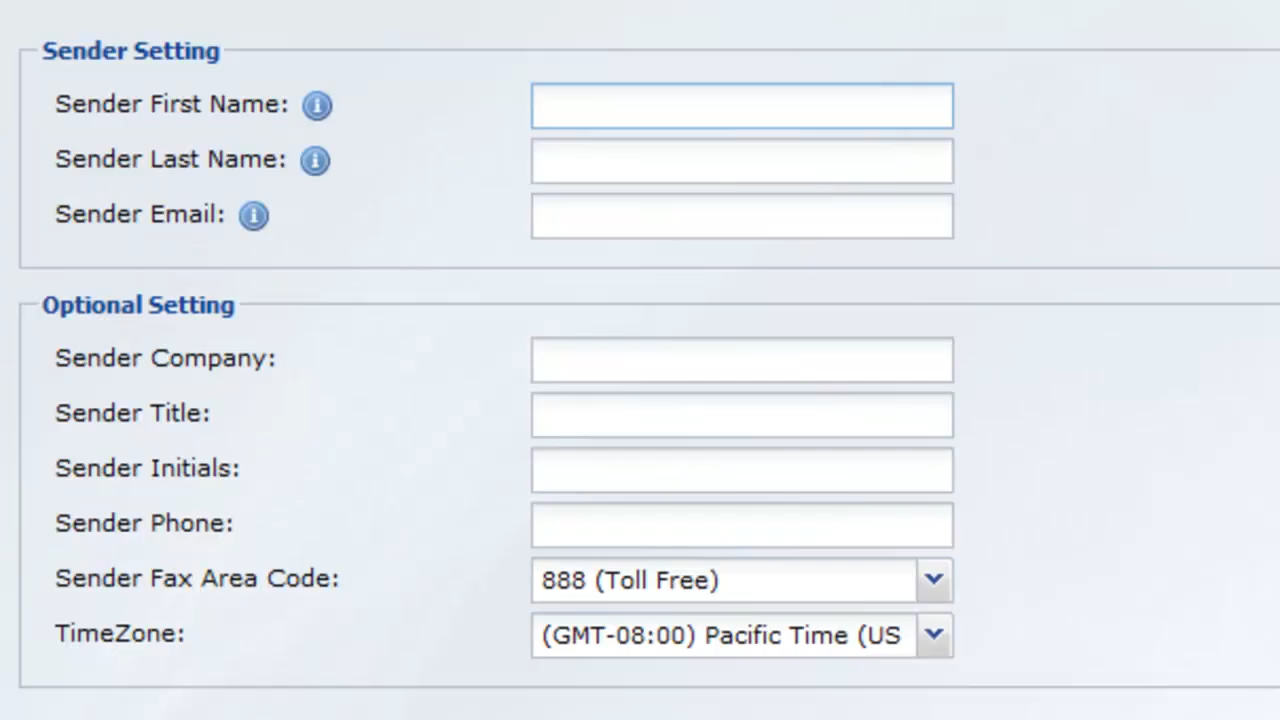 Sender Setting
Sender First Name:
Sender Last Name:
Sender Email:
Optional Setting
Sender Company:
Sender Title:
Sender Initials:
Sender Phone:
Sender Fax Area Code: 888 (Toll Free)
TimeZone: (GMT-08:00) Pacific Time (US